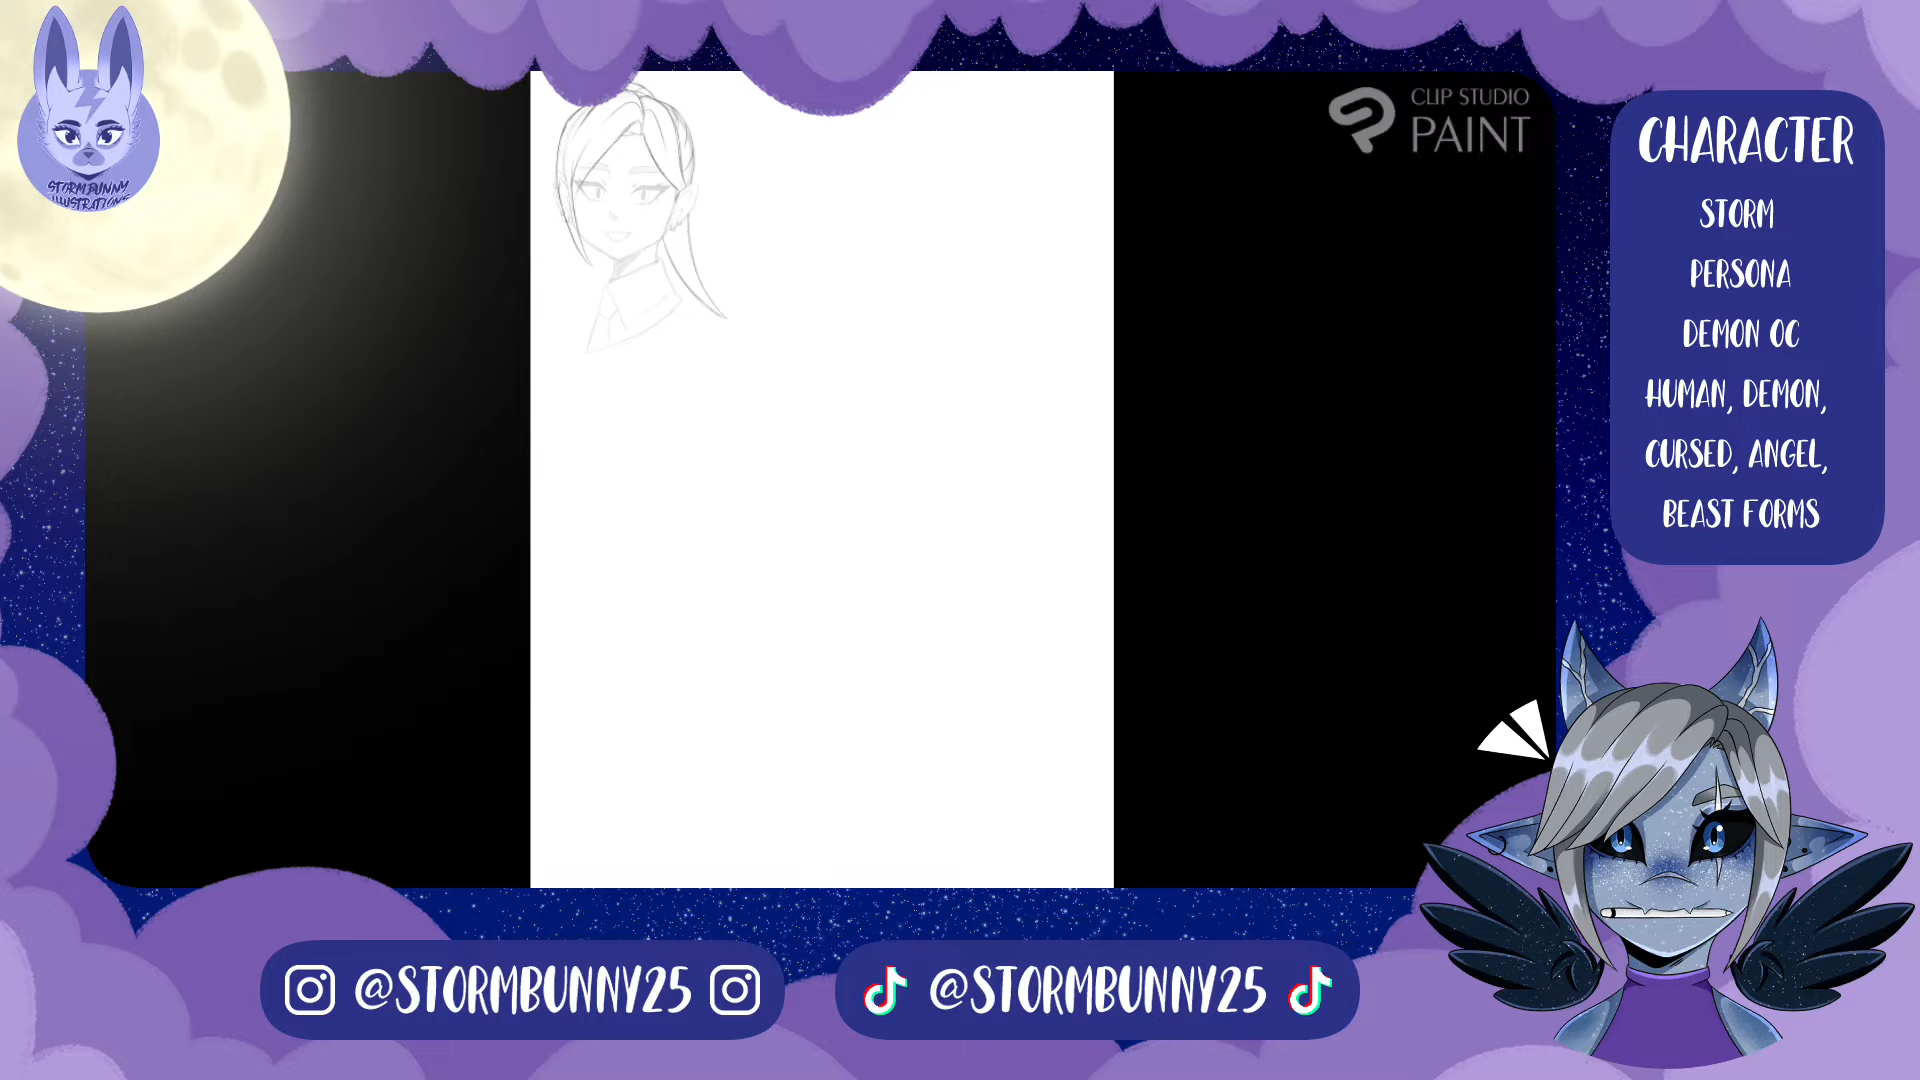 STORMBUNNY
ILLUSTRATIONS
CLIP STUDIO
PAINT
CHARACTER
STORM
PERSONA
DEMON OC
HUMAN, DEMON,
CURSED, ANGEL,
BEAST FORMS
@STORMBUNNY25
@STORMBUNNY25